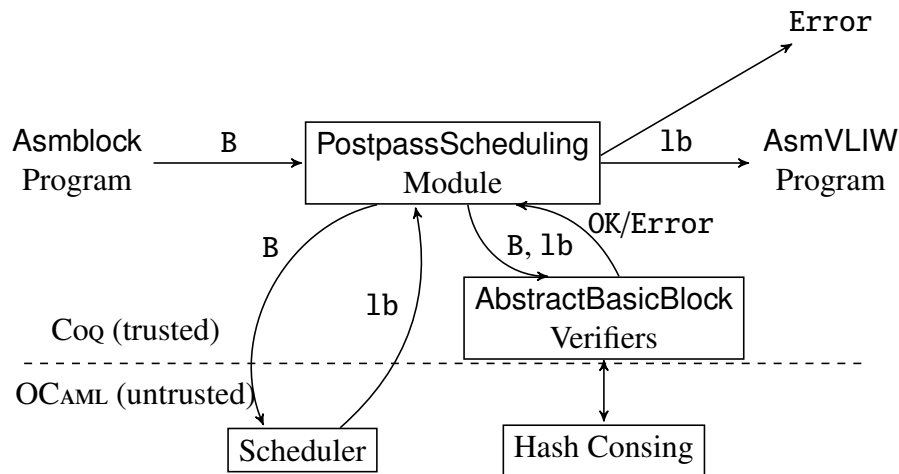 Error
Asmblock
Program
B
PostpassScheduling
Module
lb
AsmVLIW
Program
B
B, lb
OK/Error
lb
AbstractBasicBlock
Verifiers
Coq (trusted)
OCaml (untrusted)
Scheduler
Hash Consing